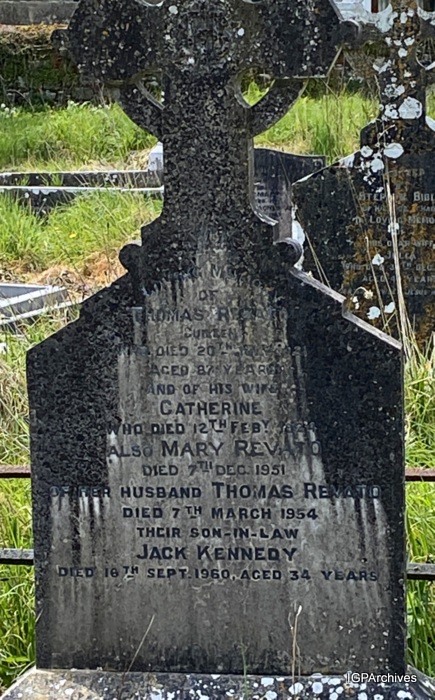 OF
THOMAS REVATO
WHO DIED 20TH
AGED 87 YEARS
AND OF HIS WIFE
CATHERINE
WHO DIED 12TH FEBY
ALSO MARY REVATO
DIED 7TH DEC. 1951
OF HER HUSBAND THOMAS REVATO
DIED 7TH MARCH 1954
THEIR SON-IN-LAW
JACK KENNEDY
DIED 16TH SEPT. 1960, AGED 34 YEARS
IGPArchives